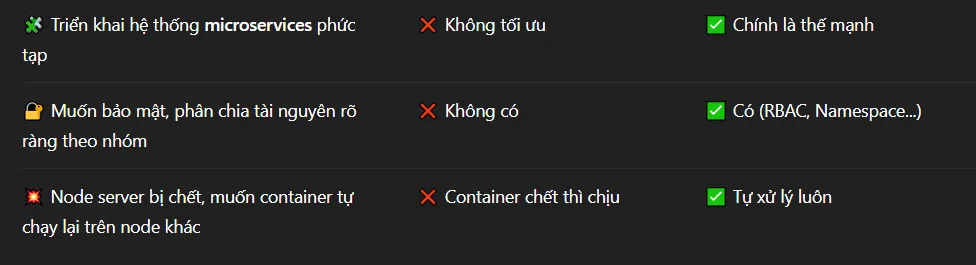 🧩 Triển khai hệ thống microservices phức ❌ Không tối ưu ✅ Chính là thế mạnh
tạp
🔐 Muốn bảo mật, phân chia tài nguyên rõ ❌ Không có ✅ Có (RBAC, Namespace...)
ràng theo nhóm
💥 Node server bị chết, muốn container tự ❌ Container chết thì chịu ✅ Tự xử lý luôn
chạy lại trên node khác